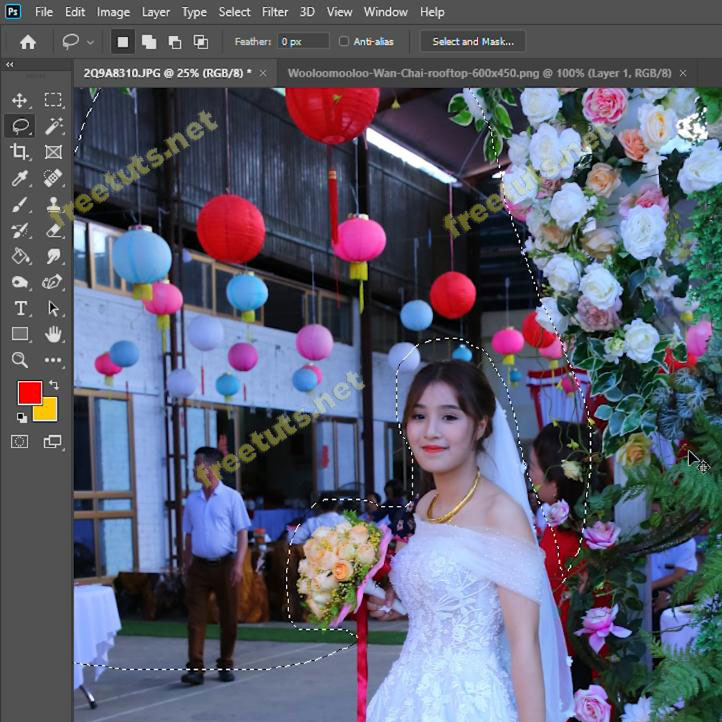 Ps File Edit Image Layer Type Select Filter 3D View Window Help
Feather: 0 px Anti-alias Select and Mask...
2Q9A8310.JPG @ 25% (RGB/8) * × Wooloomooloo-Wan-Chai-rooftop-600x450.png @ 100% (Layer 1, RGB/8) ×
freetuts.net
freetuts.net
freetuts.net